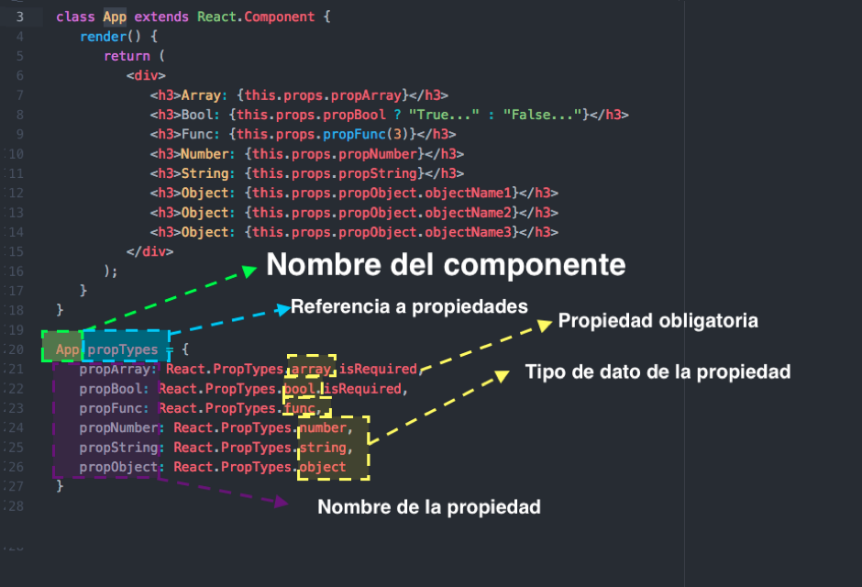 3 class App extends React.Component {
4 render() {
5 return (
6 <div>
7 <h3>Array: {this.props.propArray}</h3>
8 <h3>Bool: {this.props.propBool ? "True..." : "False..."}</h3>
9 <h3>Func: {this.props.propFunc(3)}</h3>
10 <h3>Number: {this.props.propNumber}</h3>
11 <h3>String: {this.props.propString}</h3>
12 <h3>Object: {this.props.propObject.objectName1}</h3>
13 <h3>Object: {this.props.propObject.objectName2}</h3>
14 <h3>Object: {this.props.propObject.objectName3}</h3>
15 </div>
Nombre del componente
16 );
17 }
Referencia a propiedades
18 }
Propiedad obligatoria
19
20 App.propTypes = {
21 propArray: React.PropTypes.array.isRequired,
Tipo de dato de la propiedad
22 propBool: React.PropTypes.bool.isRequired,
23 propFunc: React.PropTypes.func,
24 propNumber: React.PropTypes.number,
25 propString: React.PropTypes.string,
26 propObject: React.PropTypes.object
27 }
28
Nombre de la propiedad